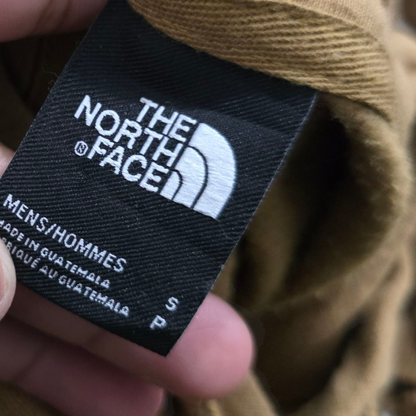 THE
NORTH
FACE
MENS/HOMMES
MADE IN GUATEMALA
FABRIQUÉ AU GUATEMALA
S
P